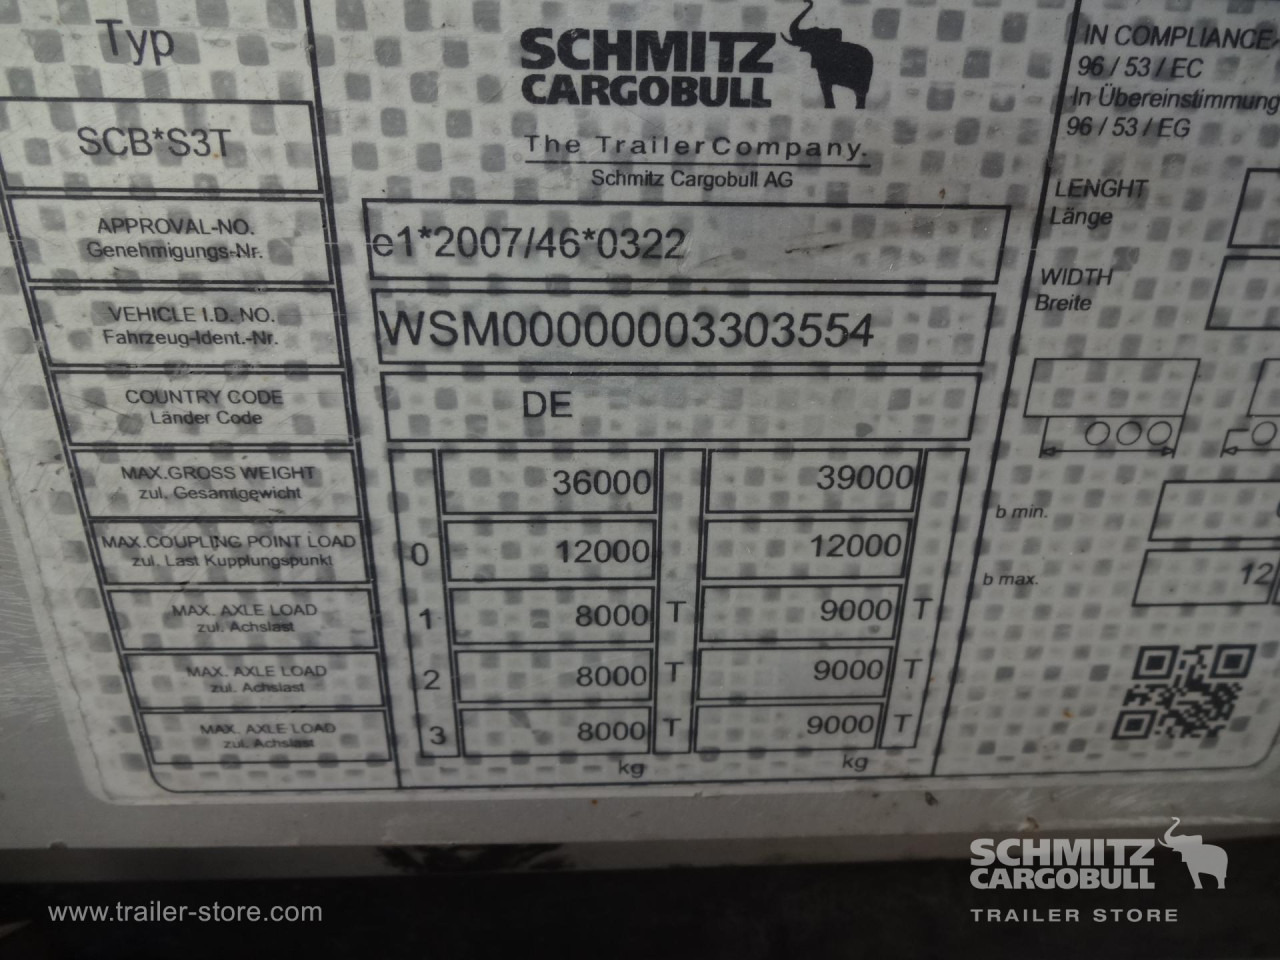 Typ
SCB*S3T
SCHMITZ
CARGOBULL
The Trailer Company.
Schmitz Cargobull AG
IN COMPLIANCE
96 / 53 / EC
In Übereinstimmung
96 / 53 / EG
LENGHT
Länge
WIDTH
Breite
APPROVAL-NO.
Genehmigungs-Nr.
e1*2007/46*0322
VEHICLE I.D. NO.
Fahrzeug-Ident.-Nr.
WSM00000003303554
COUNTRY CODE
Länder Code
DE
MAX.GROSS WEIGHT
zul. Gesamtgewicht
36000 39000
MAX.COUPLING POINT LOAD
zul. Last Kupplungspunkt
0 12000 12000
MAX. AXLE LOAD
zul. Achslast
1 8000 T 9000 T
MAX. AXLE LOAD
zul. Achslast
2 8000 T 9000 T
MAX. AXLE LOAD
zul. Achslast
3 8000 T 9000 T
kg kg
b min.
b max. 12
www.trailer-store.com
SCHMITZ
CARGOBULL
TRAILER STORE